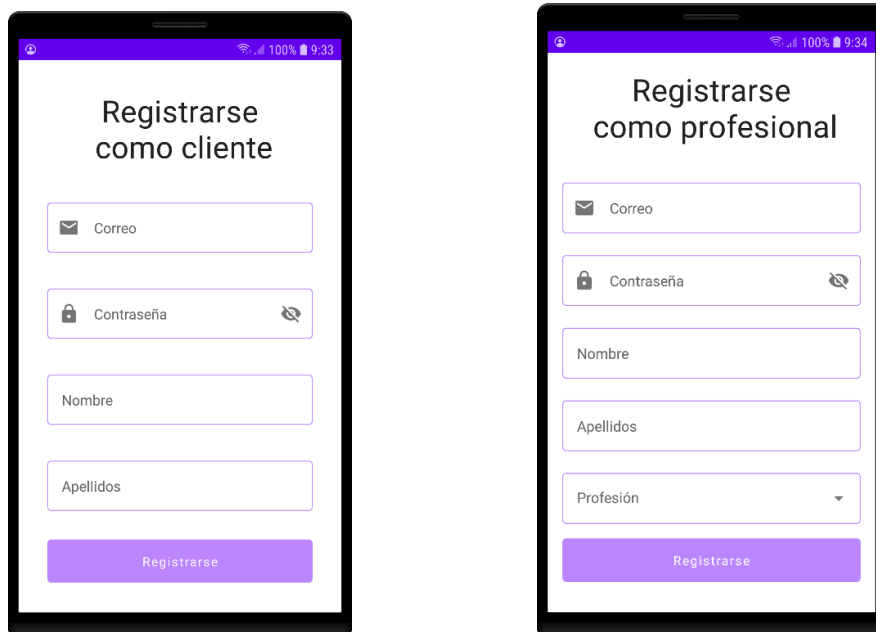 100% 9:33
Registrarse
como cliente
Correo
Contraseña
Nombre
Apellidos
Registrarse
100% 9:34
Registrarse
como profesional
Correo
Contraseña
Nombre
Apellidos
Profesión
Registrarse